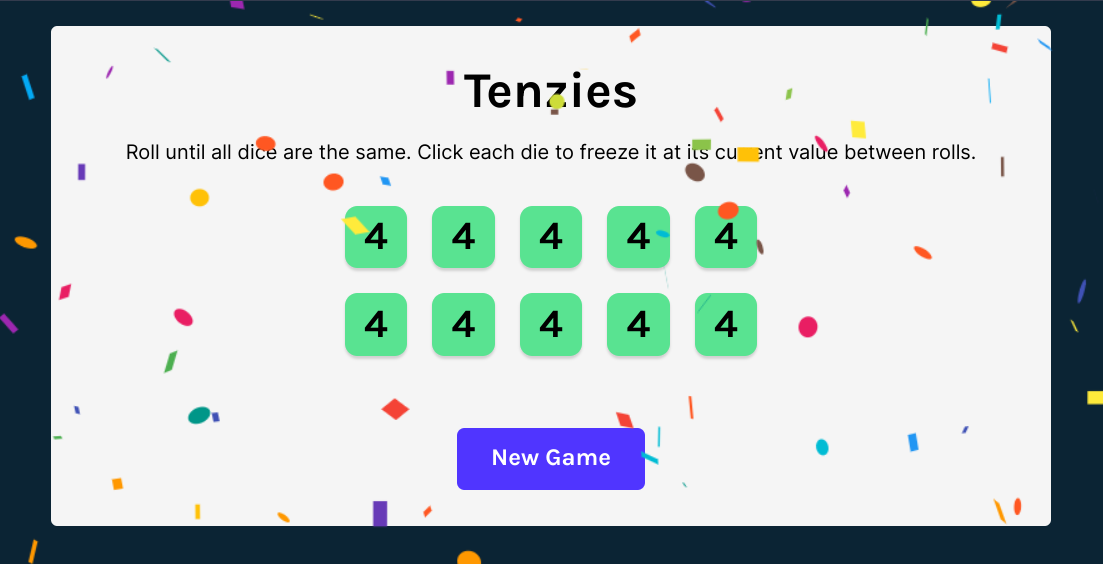 Tenzies
Roll until all dice are the same. Click each die to freeze it at its current value between rolls.
4 4 4 4 4
4 4 4 4 4
New Game